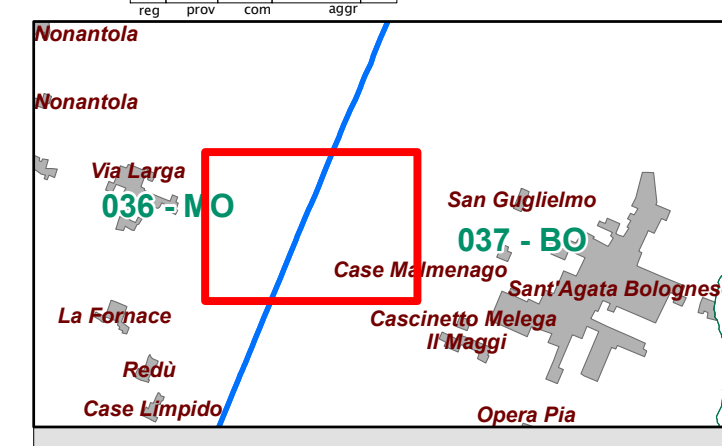 reg prov com aggr
Nonantola
Nonantola
Via Larga
036 - MO
San Guglielmo
037 - BO
Case Malmenago
Sant'Agata Bolognes
La Fornace
Cascinetto Melega
Il Maggi
Redù
Case Limpido
Opera Pia